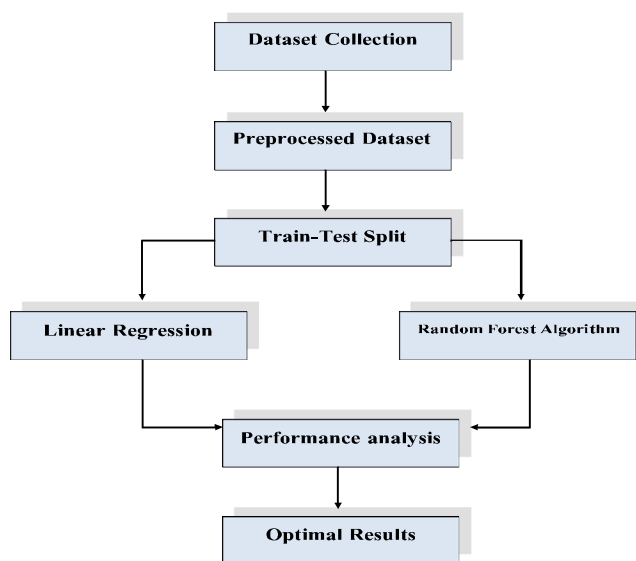 Dataset Collection
Preprocessed Dataset
Train-Test Split
Linear Regression
Random Forest Algorithm
Performance analysis
Optimal Results